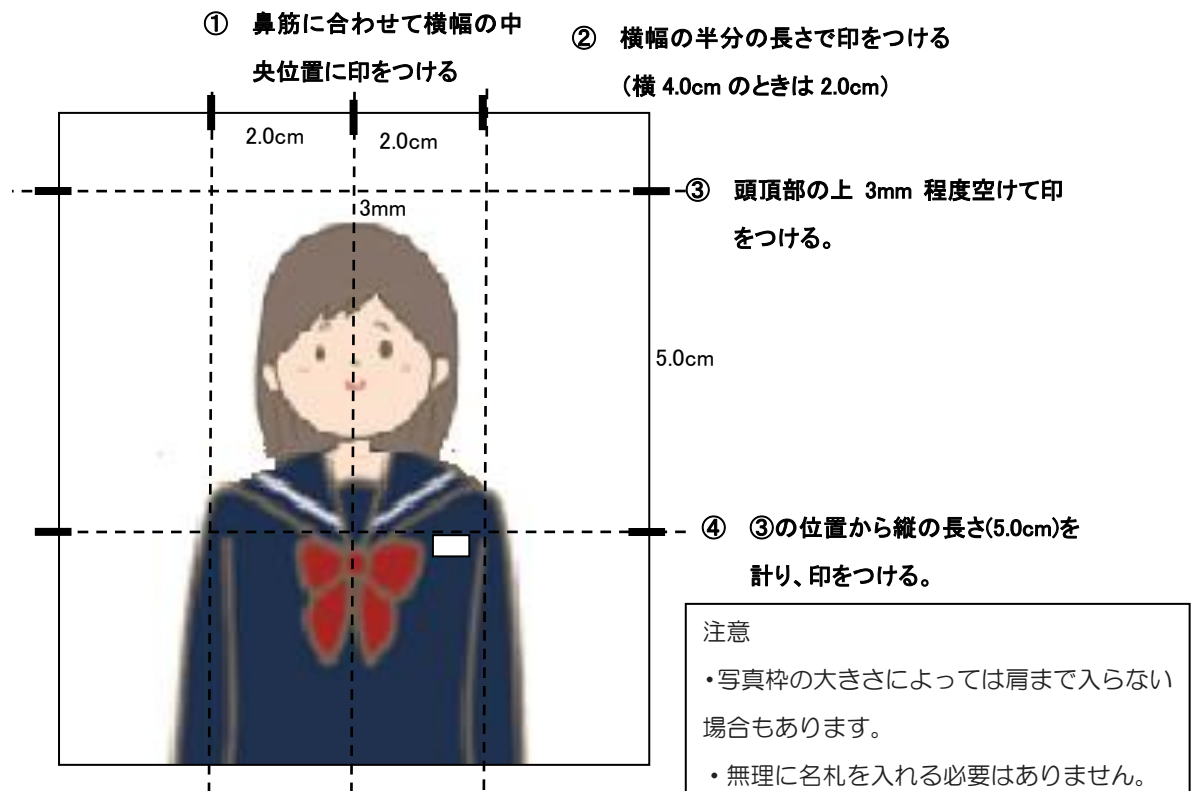 ① 鼻筋に合わせて横幅の中
央位置に印をつける
② 横幅の半分の長さで印をつける
（横 4.0cm のときは 2.0cm）
2.0cm
2.0cm
③ 頭頂部の上 3mm 程度空けて印
をつける。
3mm
5.0cm
④ ③の位置から縦の長さ(5.0cm)を
計り、印をつける。
注意
・写真枠の大きさによっては肩まで入らない
場合もあります。
・無理に名札を入れる必要はありません。